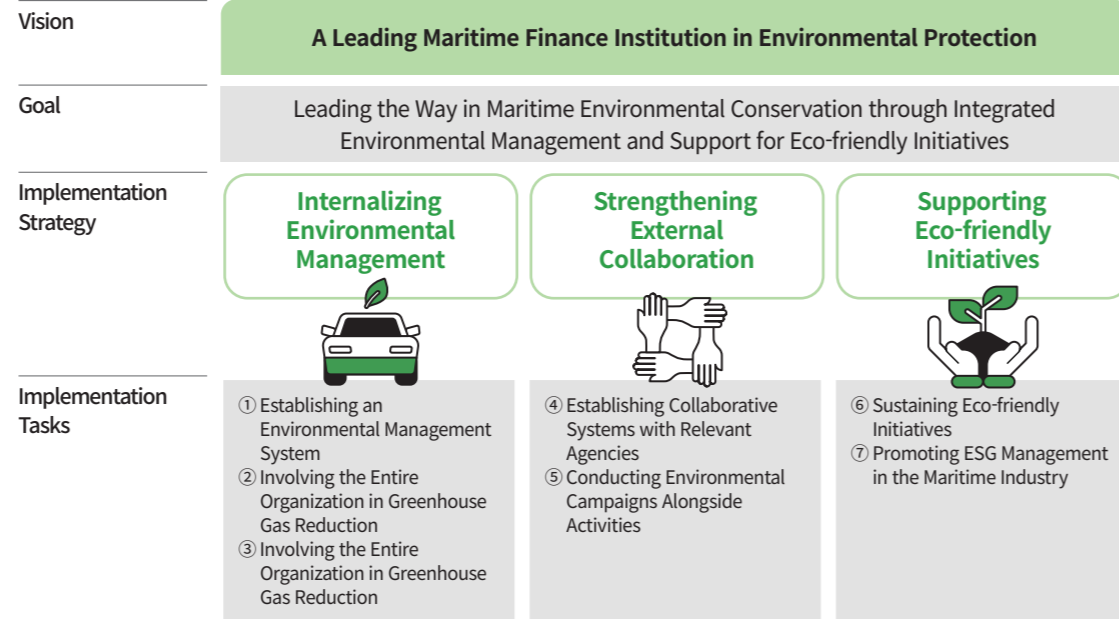 Vision
A Leading Maritime Finance Institution in Environmental Protection
Goal
Leading the Way in Maritime Environmental Conservation through Integrated
Environmental Management and Support for Eco-friendly Initiatives
Implementation
Strategy
Internalizing
Environmental
Management
Strengthening
External
Collaboration
Supporting
Eco-friendly
Initiatives
Implementation
Tasks
① Establishing an
Environmental Management
System
② Involving the Entire
Organization in Greenhouse
Gas Reduction
③ Involving the Entire
Organization in Greenhouse
Gas Reduction
④ Establishing Collaborative
Systems with Relevant
Agencies
⑤ Conducting Environmental
Campaigns Alongside
Activities
⑥ Sustaining Eco-friendly
Initiatives
⑦ Promoting ESG Management
in the Maritime Industry